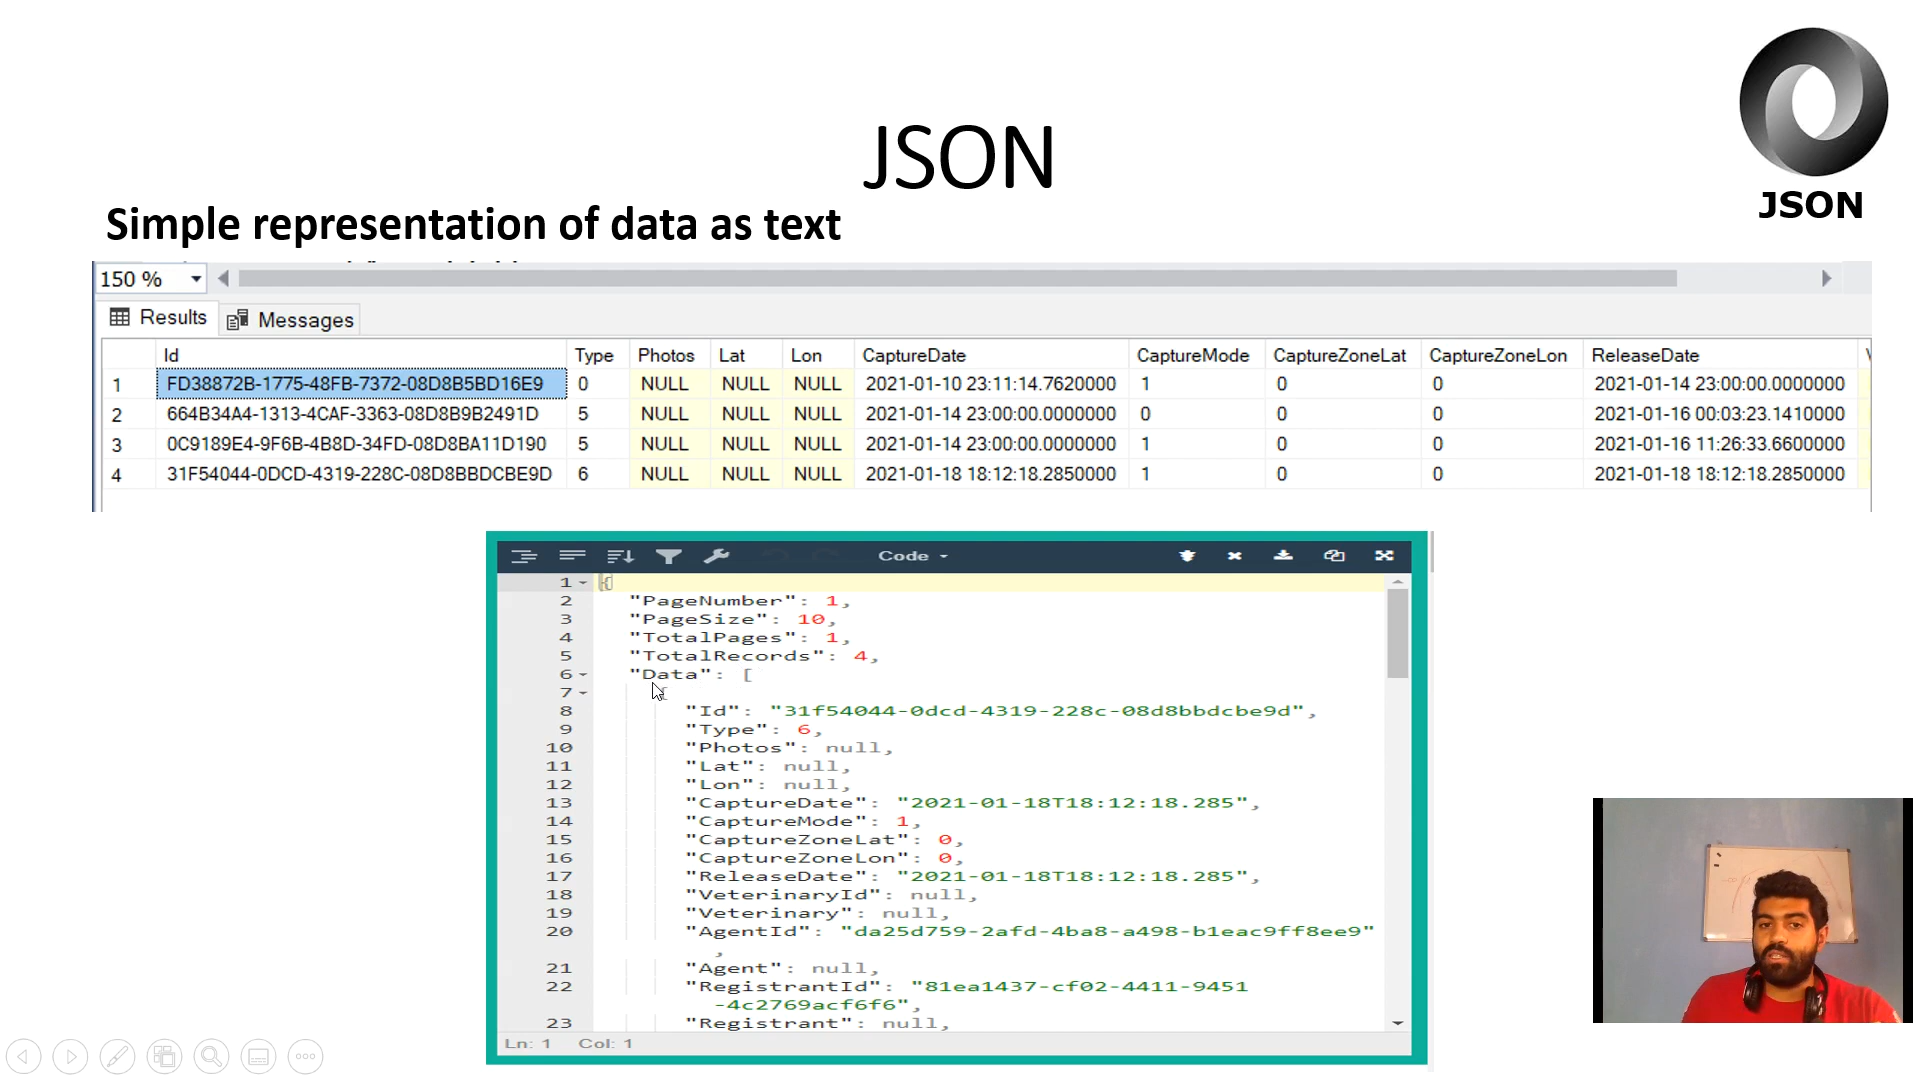 JSON
JSON
Simple representation of data as text
150 %
Results Messages
Id Type Photos Lat Lon CaptureDate CaptureMode CaptureZoneLat CaptureZoneLon ReleaseDate
1 FD38872B-1775-48FB-7372-08D8B5BD16E9 0 NULL NULL NULL 2021-01-10 23:11:14.7620000 1 0 0 2021-01-14 23:00:00.0000000
2 664B34A4-1313-4CAF-3363-08D8B9B2491D 5 NULL NULL NULL 2021-01-14 23:00:00.0000000 0 0 0 2021-01-16 00:03:23.1410000
3 0C9189E4-9F6B-4B8D-34FD-08D8BA11D190 5 NULL NULL NULL 2021-01-14 23:00:00.0000000 1 0 0 2021-01-16 11:26:33.6600000
4 31F54044-0DCD-4319-228C-08D8BBDCBE9D 6 NULL NULL NULL 2021-01-18 18:12:18.2850000 1 0 0 2021-01-18 18:12:18.2850000
Code
1 {
2 "PageNumber": 1,
3 "PageSize": 10,
4 "TotalPages": 1,
5 "TotalRecords": 4,
6 "Data": [
7 {
8 "Id": "31f54044-0dcd-4319-228c-08d8bbdcbe9d",
9 "Type": 6,
10 "Photos": null,
11 "Lat": null,
12 "Lon": null,
13 "CaptureDate": "2021-01-18T18:12:18.285",
14 "CaptureMode": 1,
15 "CaptureZoneLat": 0,
16 "CaptureZoneLon": 0,
17 "ReleaseDate": "2021-01-18T18:12:18.285",
18 "VeterinaryId": null,
19 "Veterinary": null,
20 "AgentId": "da25d759-2afd-4ba8-a498-b1eac9ff8ee9"
,
21 "Agent": null,
22 "RegistrantId": "81ea1437-cf02-4411-9451
-4c2769acf6f6",
23 "Registrant": null,
Ln: 1 Col: 1